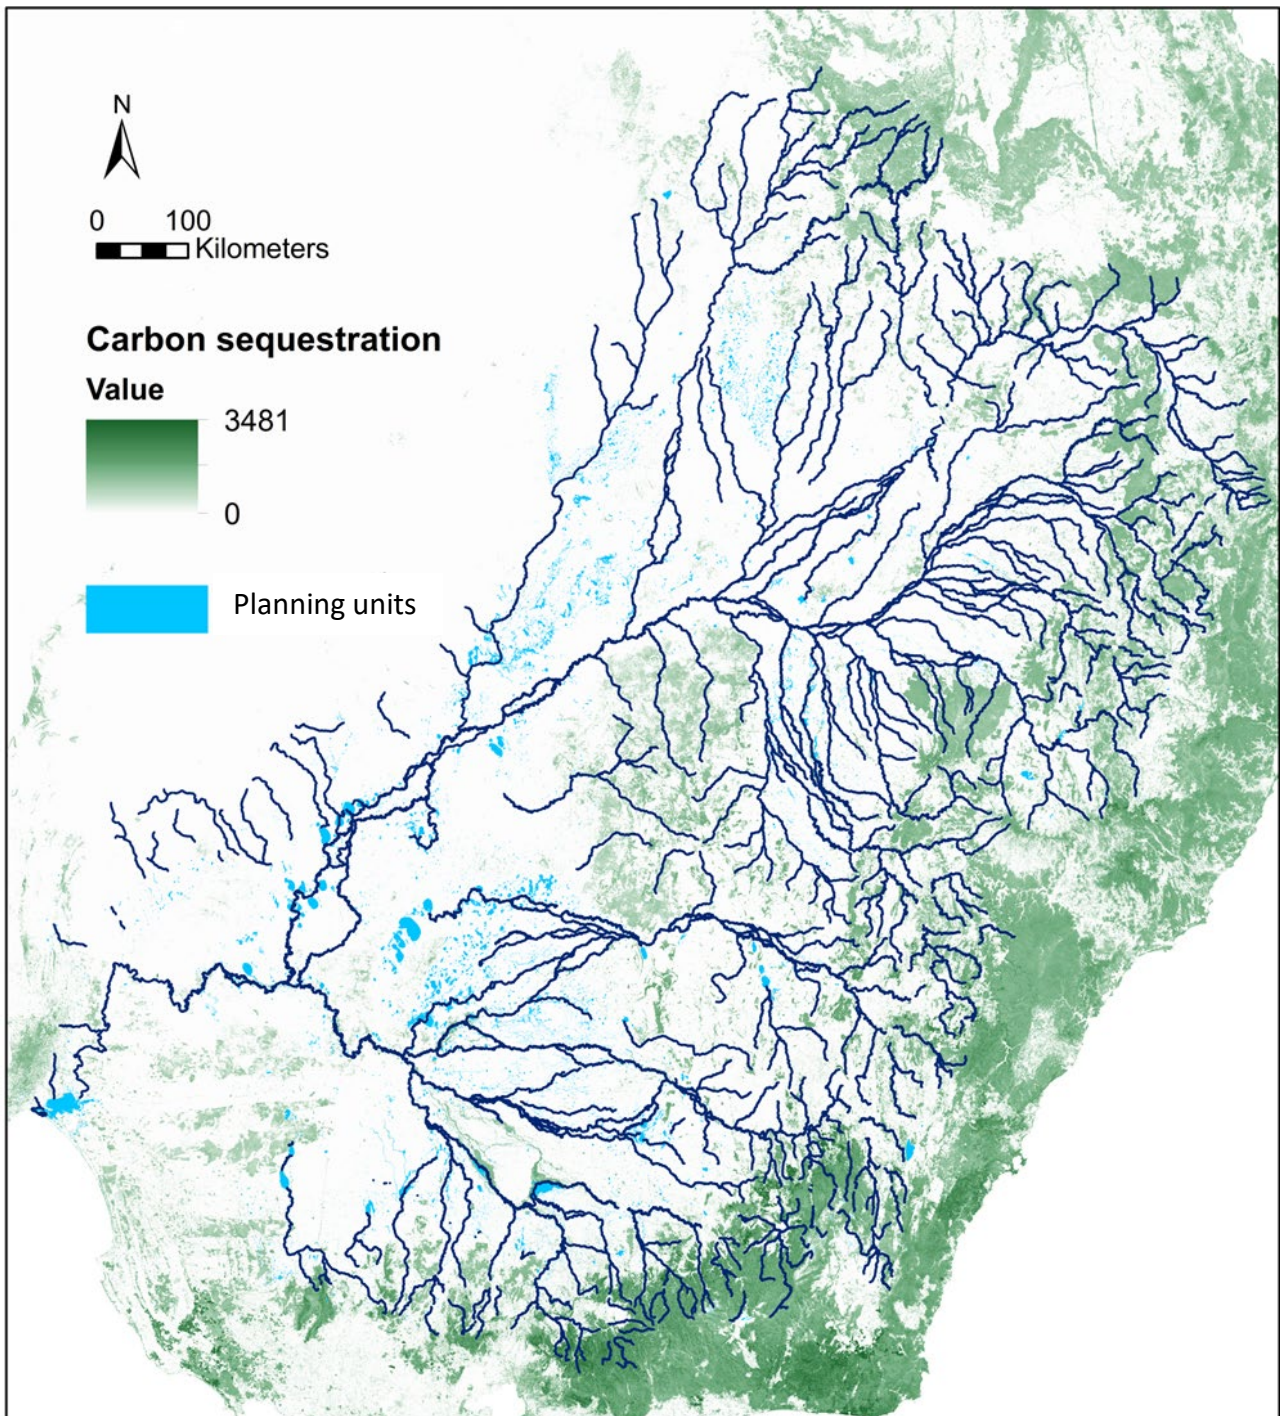 N
0 100
Kilometers
Carbon sequestration
Value
3481
0
Planning units